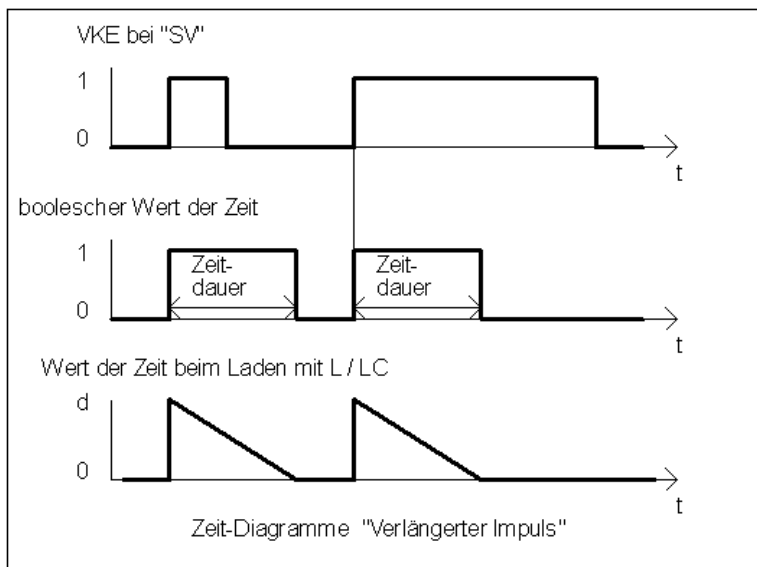 VKE bei "SV"
1
0
t
boolescher Wert der Zeit
1
Zeit-
dauer
Zeit-
dauer
0
t
Wert der Zeit beim Laden mit L / LC
d
0
t
Zeit-Diagramme "Verlängerter Impuls"